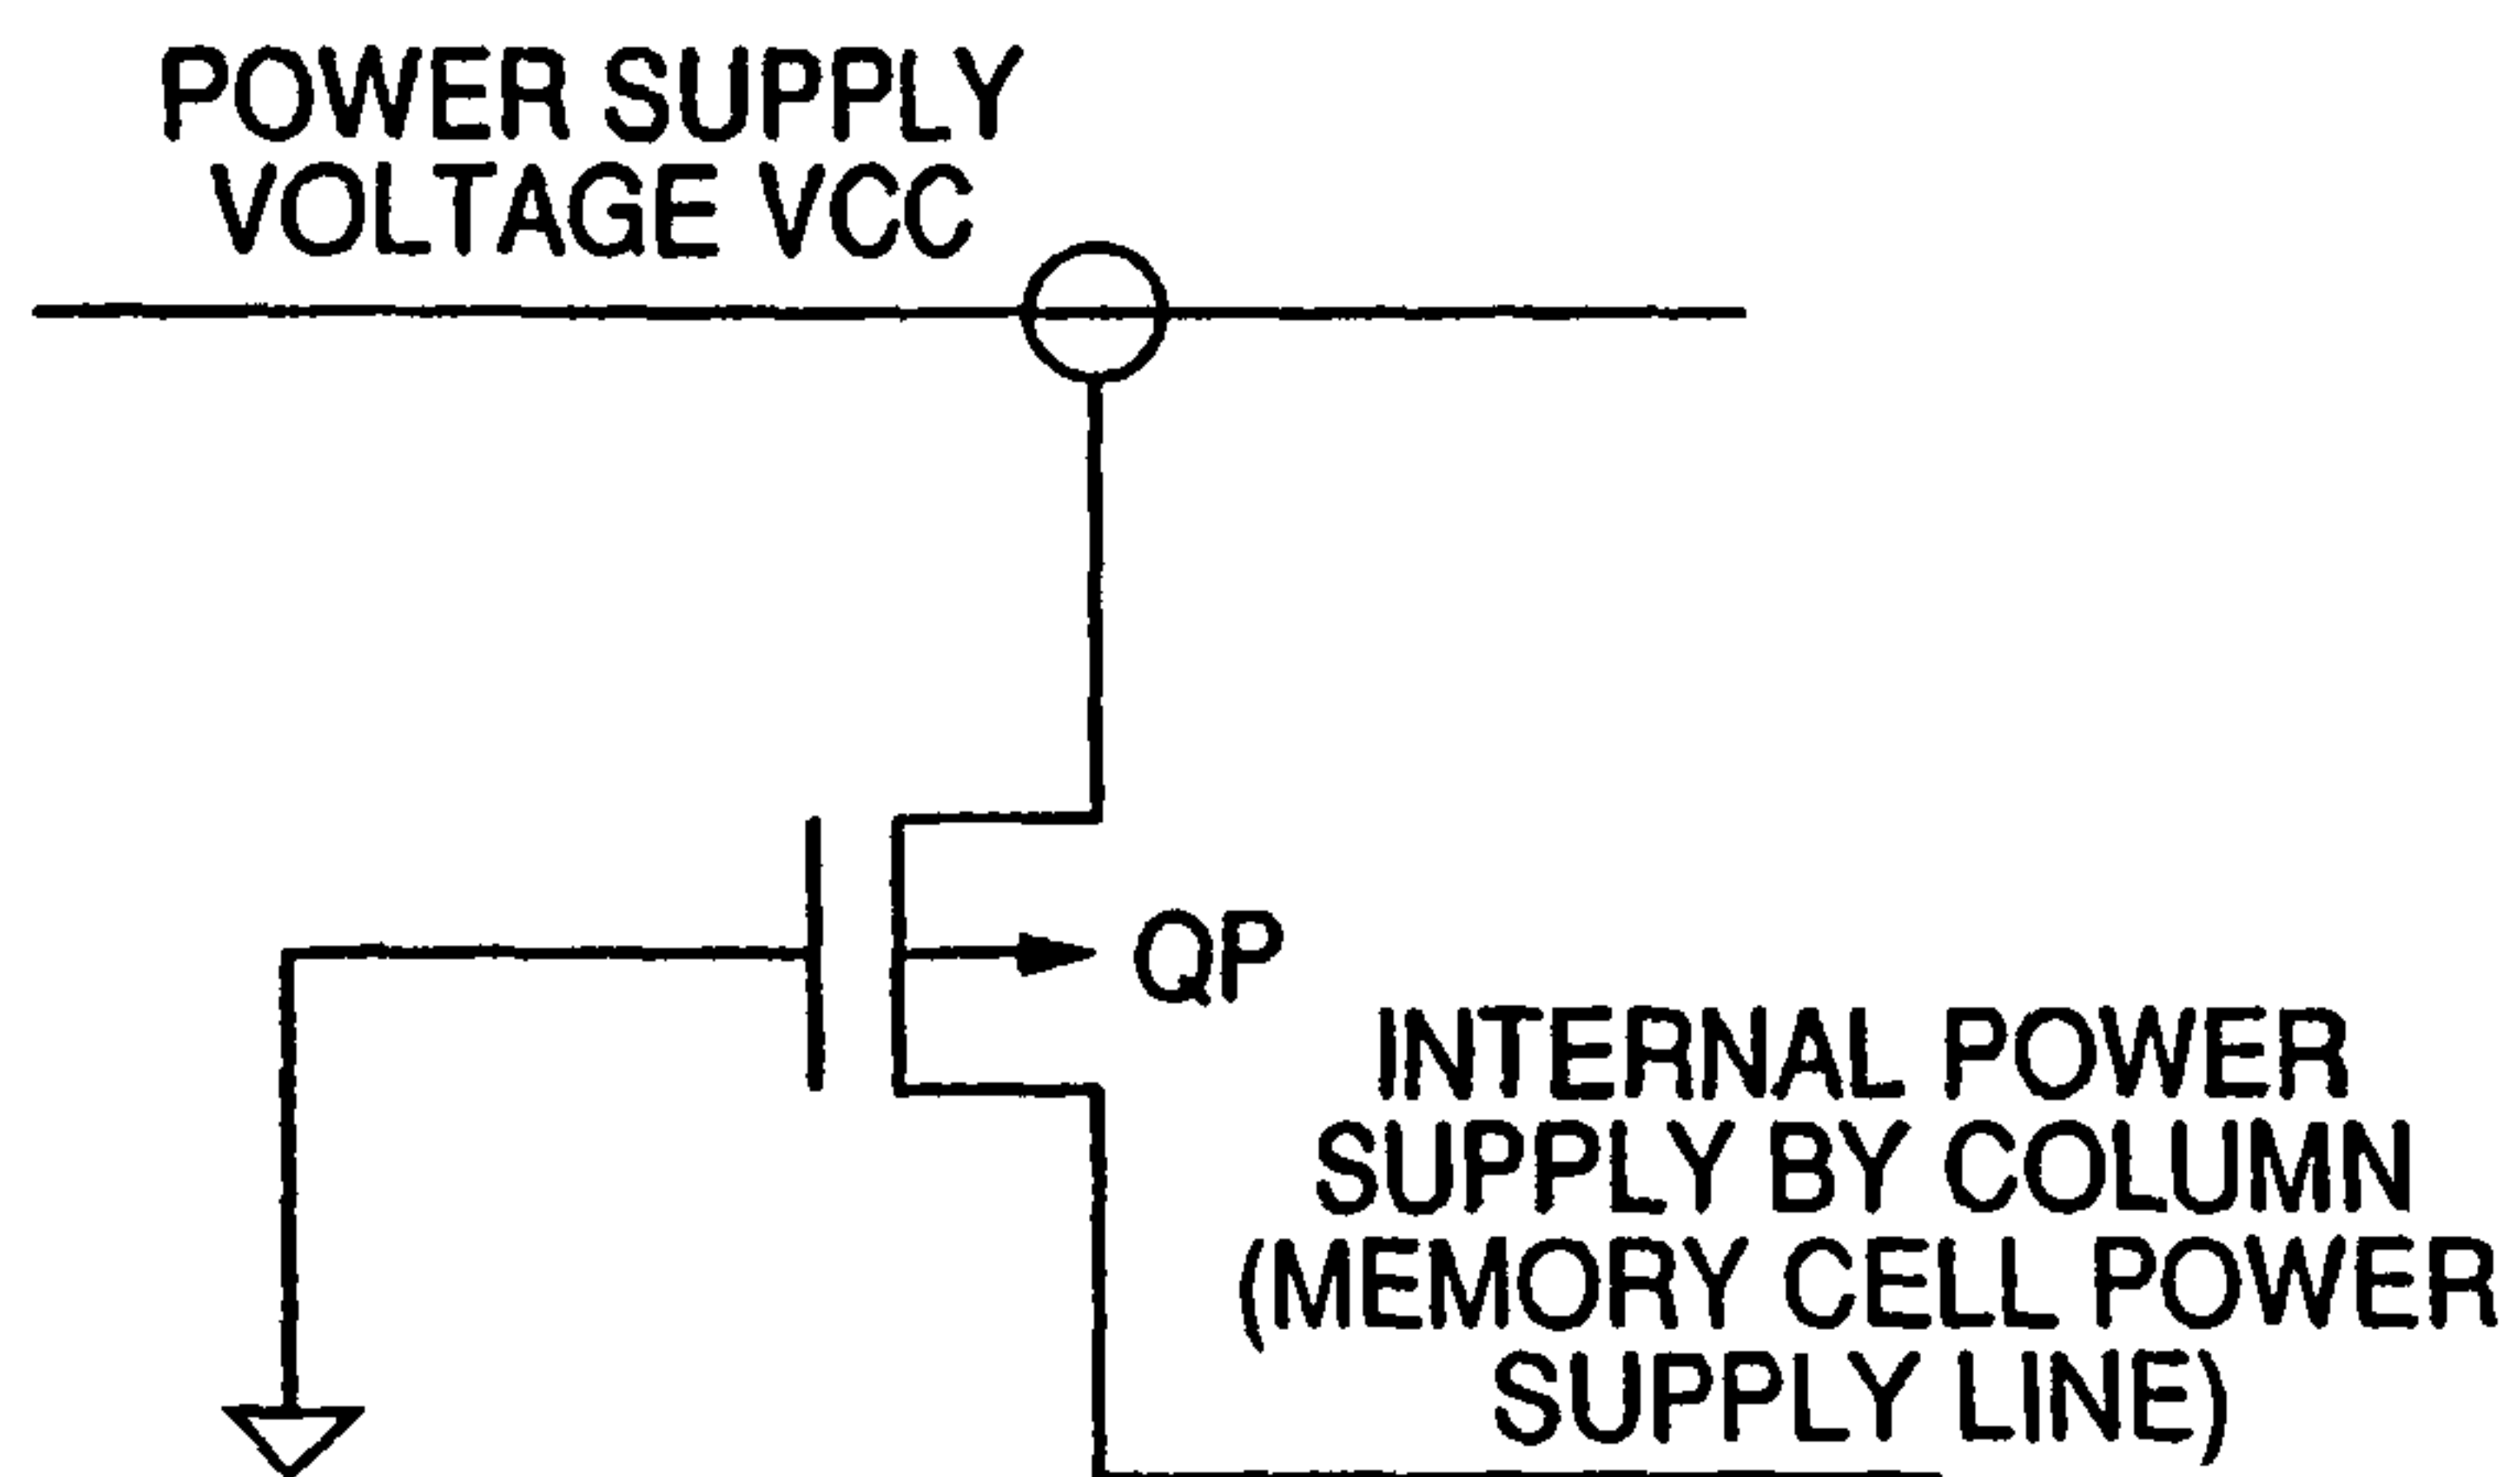 POWER SUPPLY
VOLTAGE VCC
QP
INTERNAL POWER
SUPPLY BY COLUMN
(MEMORY CELL POWER
SUPPLY LINE)